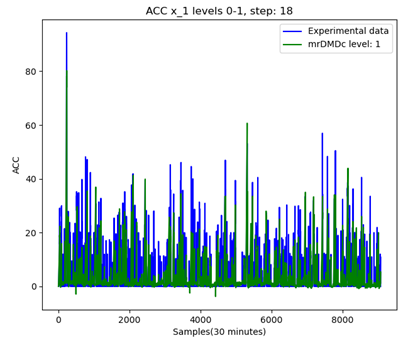 ACC x_1 levels 0-1, step: 18
Experimental data
mrDMDc level: 1
80
60
40
20
0
ACC
0 2000 4000 6000 8000
Samples(30 minutes)